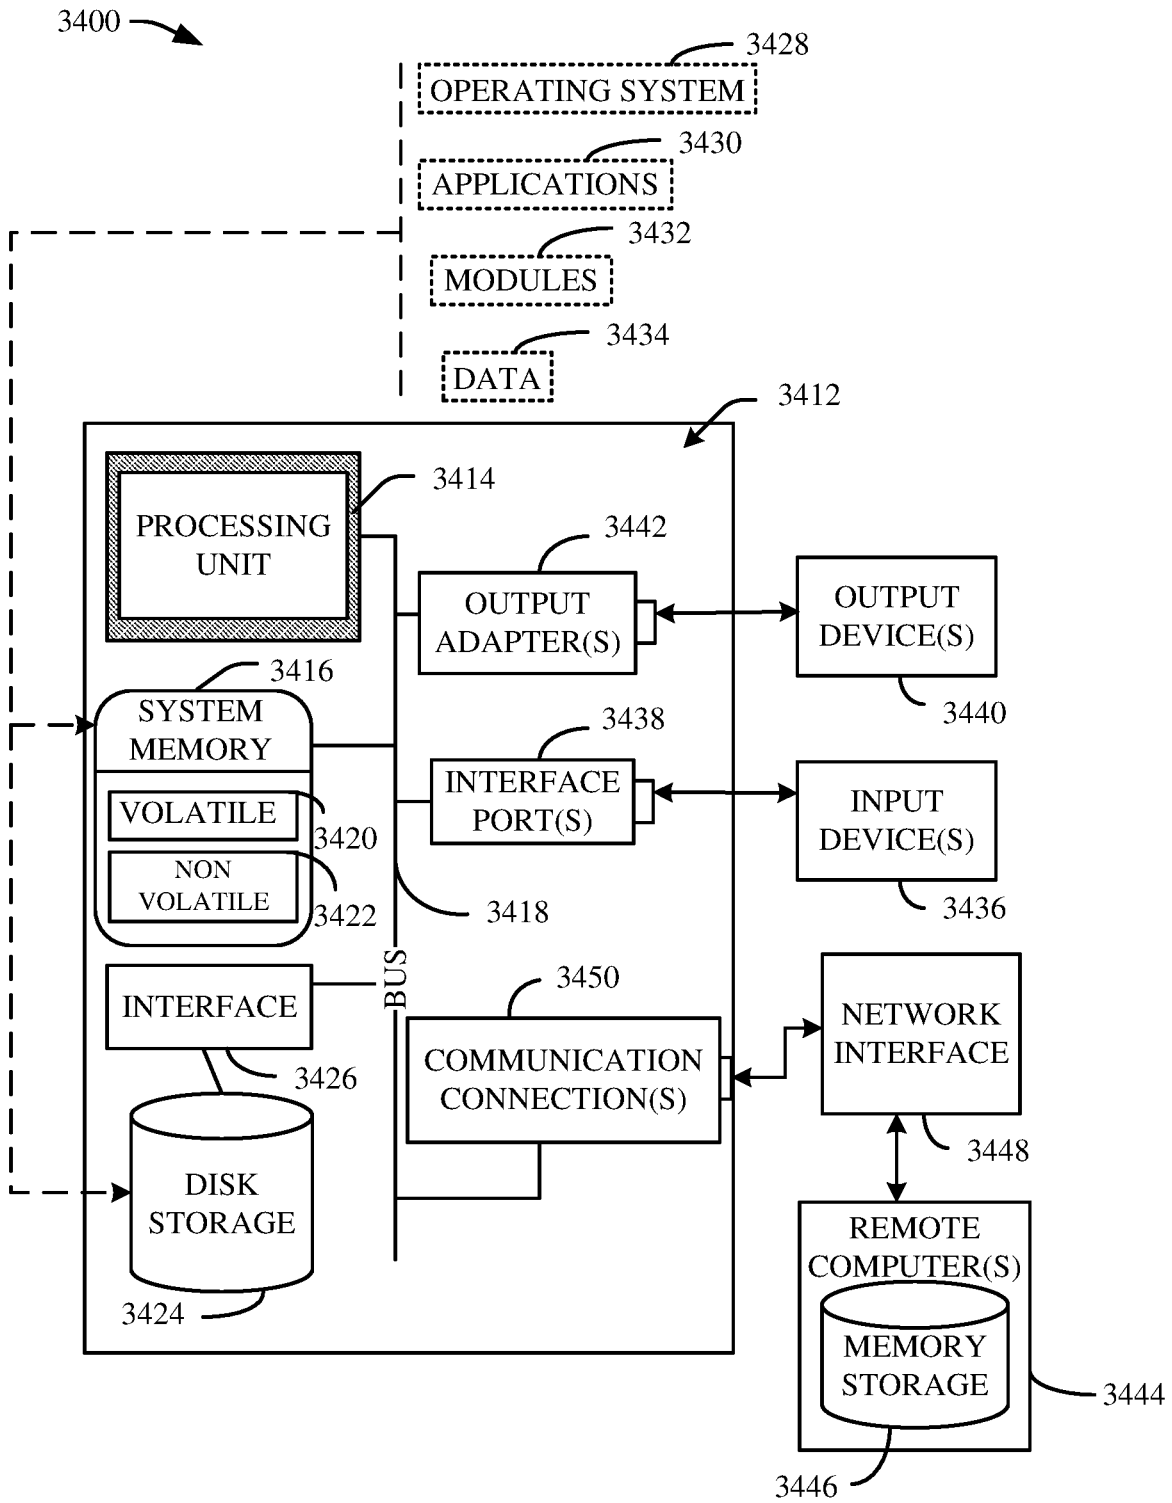 3400
3428
OPERATING SYSTEM
3430
APPLICATIONS
3432
MODULES
3434
DATA
3412
3414
PROCESSING
UNIT
3442
OUTPUT
ADAPTER(S)
OUTPUT
DEVICE(S)
3440
3416
SYSTEM
MEMORY
VOLATILE
3420
NON
VOLATILE
3422
3438
INTERFACE
PORT(S)
INPUT
DEVICE(S)
3436
3418
BUS
INTERFACE
3426
3450
COMMUNICATION
CONNECTION(S)
NETWORK
INTERFACE
3448
DISK
STORAGE
3424
REMOTE
COMPUTER(S)
MEMORY
STORAGE
3444
3446